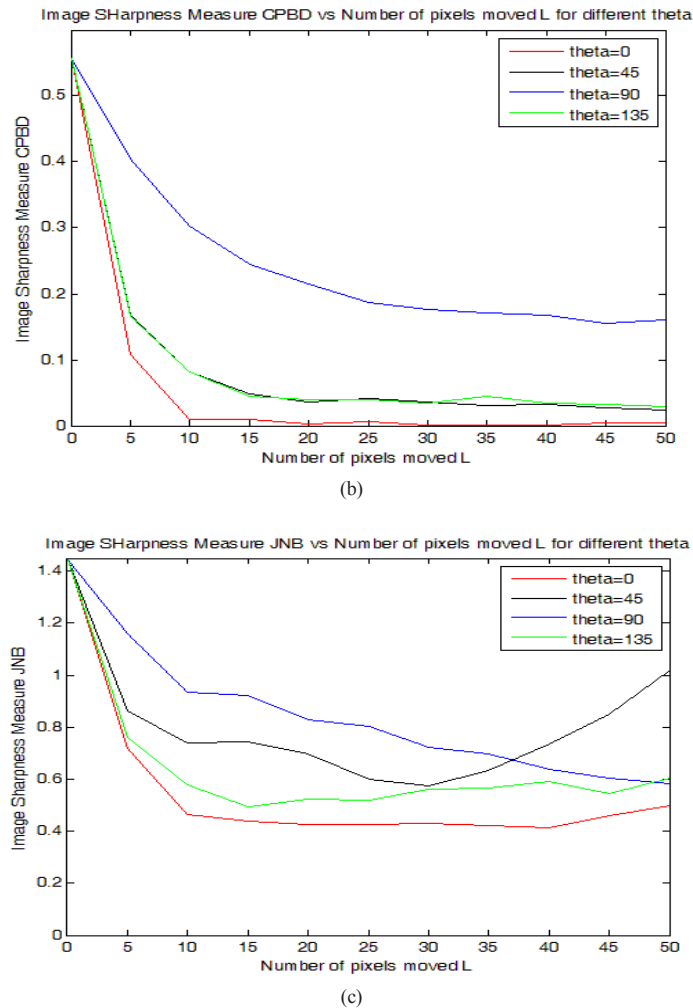 Image SHarpness Measure CPBD vs Number of pixels moved L for different theta
theta=0
theta=45
theta=90
theta=135
Image Sharpness Measure CPBD
0.5
0.4
0.3
0.2
0.1
0
0 5 10 15 20 25 30 35 40 45 50
Number of pixels moved L
(b)
Image SHarpness Measure JNB vs Number of pixels moved L for different theta
theta=0
theta=45
theta=90
theta=135
Image Sharpness Measure JNB
1.4
1.2
1
0.8
0.6
0.4
0.2
0
0 5 10 15 20 25 30 35 40 45 50
Number of pixels moved L
(c)